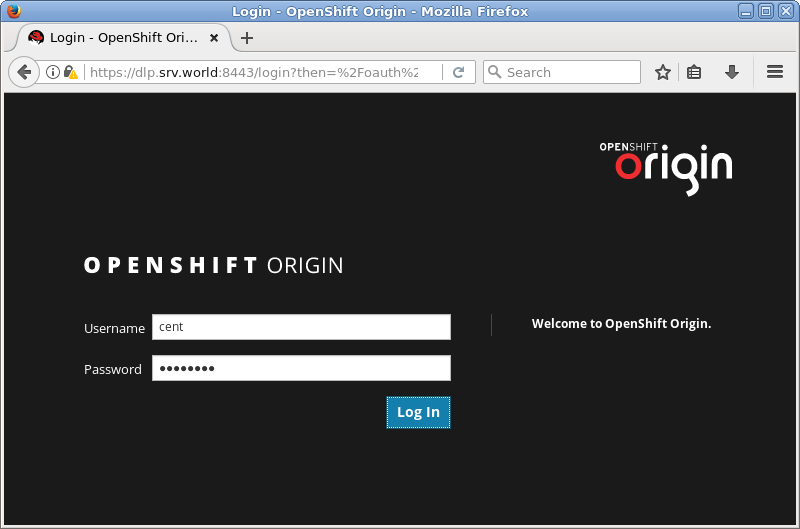 Login - OpenShift Origin - Mozilla Firefox
Login - OpenShift Ori...
https://dlp.srv.world:8443/login?then=%2Foauth%2
Search
OPENSHIFT
origin
OPENSHIFT ORIGIN
Username cent
Welcome to OpenShift Origin.
Password ••••••••
Log In